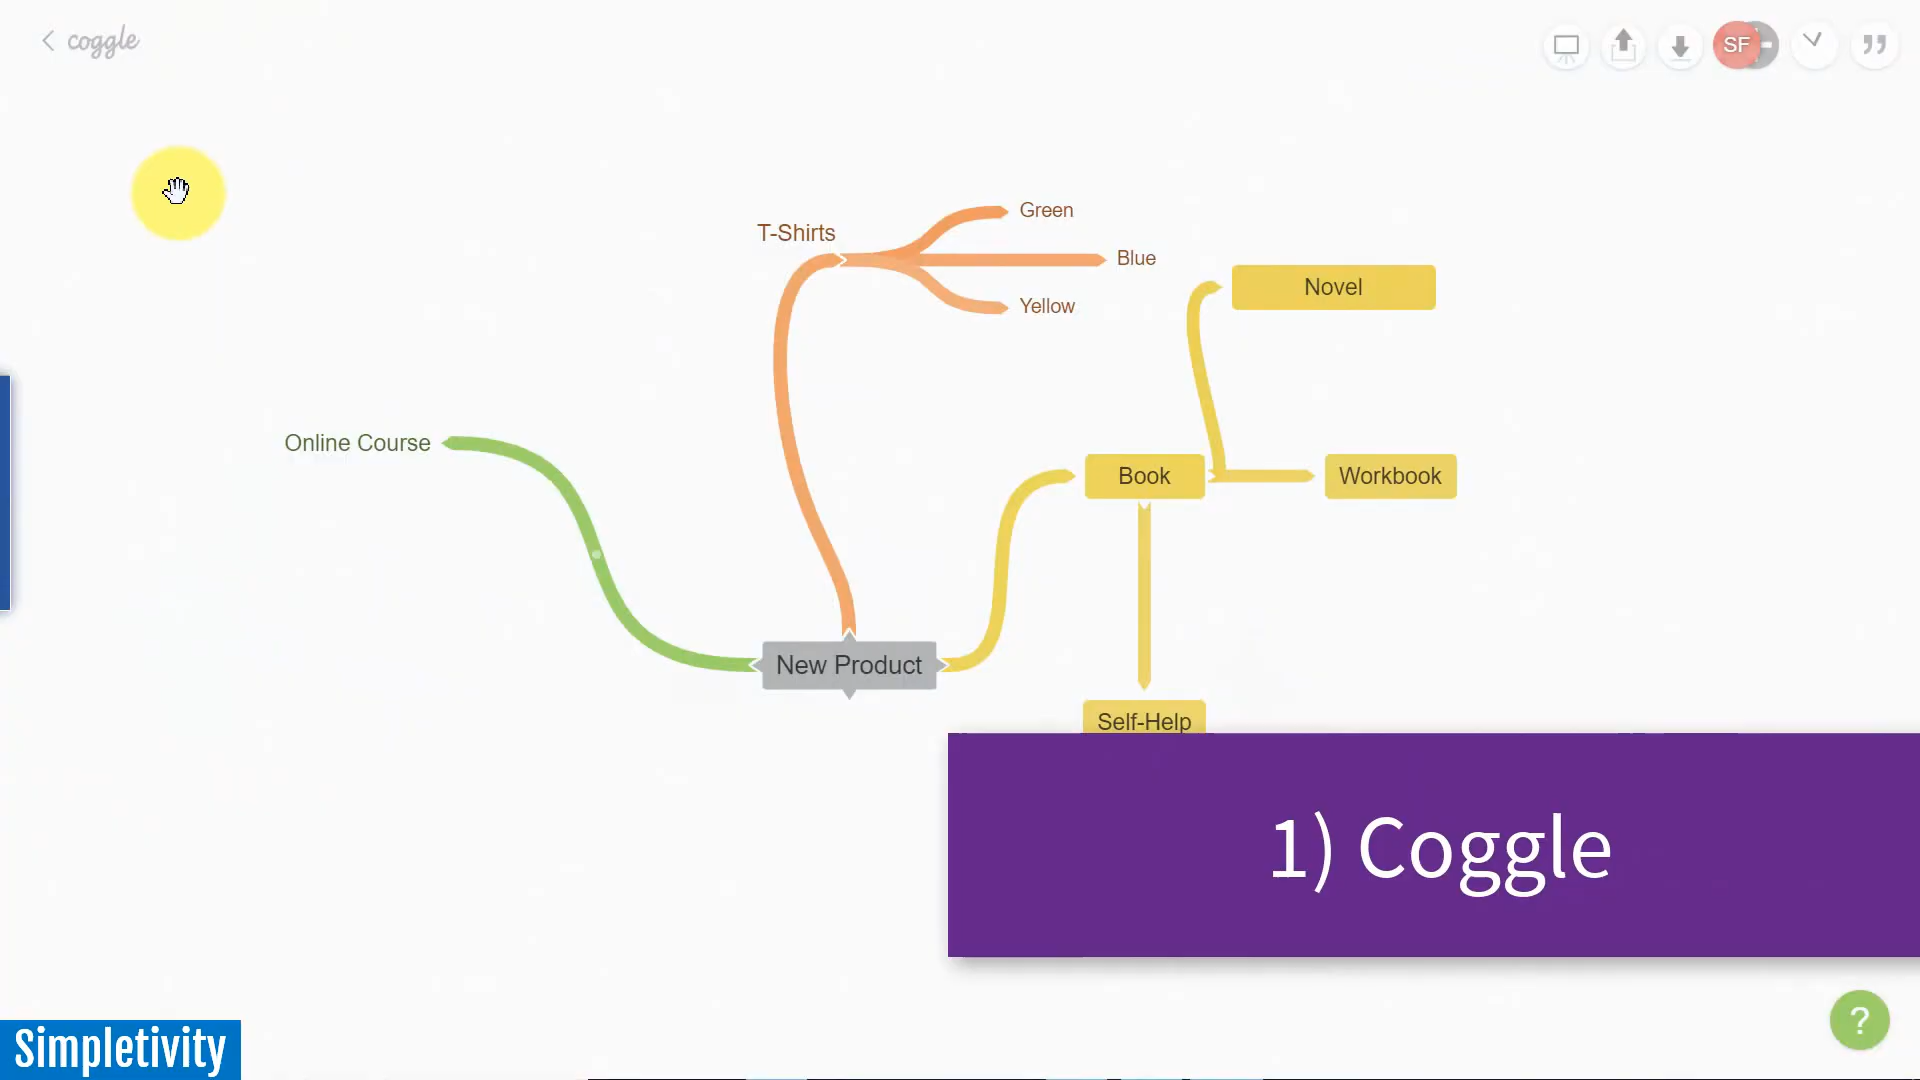 coggle
SF
Green
T-Shirts
Blue
Novel
Yellow
Online Course
Book
Workbook
New Product
Self-Help
1) Coggle
?
Simpletivity